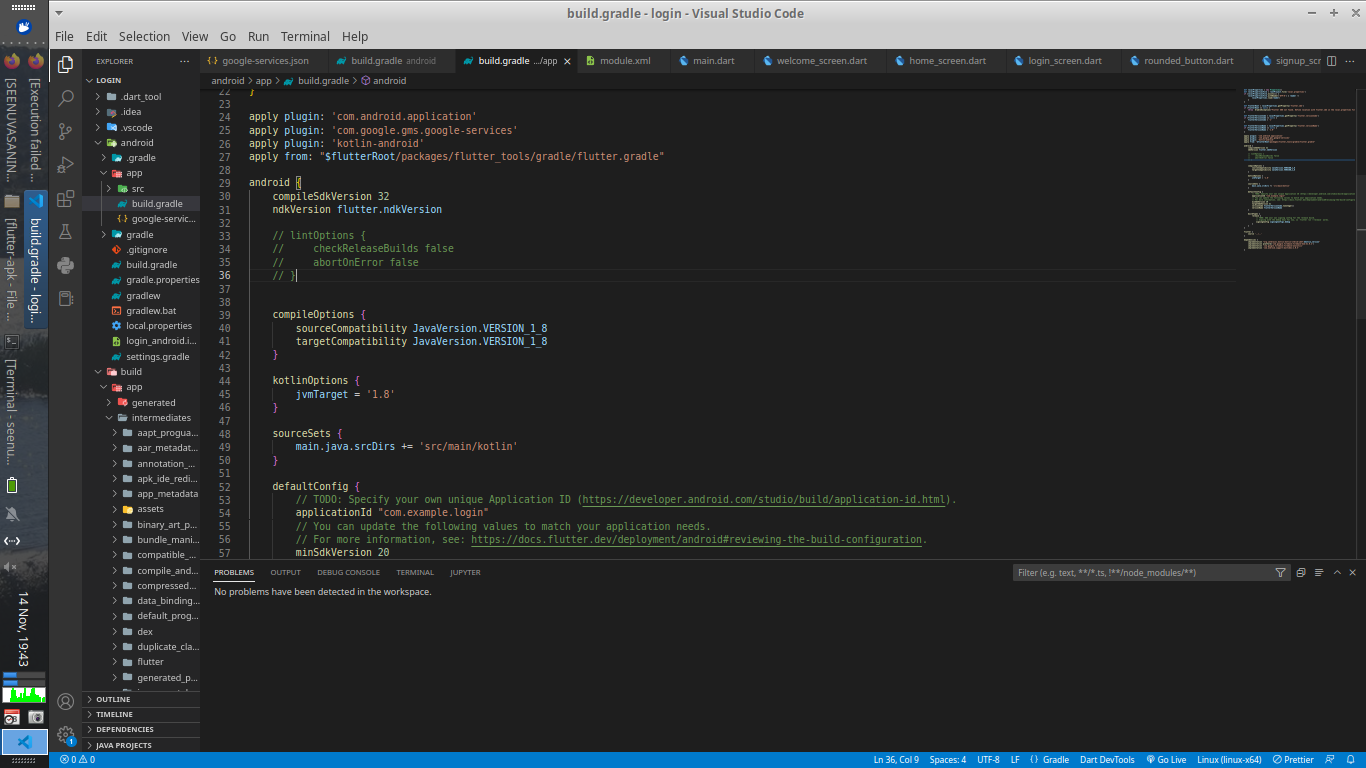 build.gradle - login - Visual Studio Code
File Edit Selection View Go Run Terminal Help
EXPLORER
google-services.json
build.gradle android
build.gradle .../app
module.xml
main.dart
welcome_screen.dart
home_screen.dart
login_screen.dart
rounded_button.dart
signup_scr
LOGIN
android > app > build.gradle > android
.dart_tool
.idea
.vscode
android
.gradle
app
src
build.gradle
google-servic...
gradle
.gitignore
build.gradle
gradle.properties
gradlew
gradlew.bat
local.properties
login_android.i...
settings.gradle
build
app
generated
intermediates
aapt_progua...
aar_metadat...
annotation_...
apk_ide_redi...
app_metadata
assets
binary_art_p...
bundle_mani...
compatible_...
compile_and...
compressed...
data_binding...
default_prog...
dex
duplicate_cla...
flutter
generated_p...
OUTLINE
TIMELINE
DEPENDENCIES
JAVA PROJECTS
22 }
23
24 apply plugin: 'com.android.application'
25 apply plugin: 'com.google.gms.google-services'
26 apply plugin: 'kotlin-android'
27 apply from: "$flutterRoot/packages/flutter_tools/gradle/flutter.gradle"
28
29 android {
30 compileSdkVersion 32
31 ndkVersion flutter.ndkVersion
32
33 // lintOptions {
34 // checkReleaseBuilds false
35 // abortOnError false
36 // }
37
38
39 compileOptions {
40 sourceCompatibility JavaVersion.VERSION_1_8
41 targetCompatibility JavaVersion.VERSION_1_8
42 }
43
44 kotlinOptions {
45 jvmTarget = '1.8'
46 }
47
48 sourceSets {
49 main.java.srcDirs += 'src/main/kotlin'
50 }
51
52 defaultConfig {
53 // TODO: Specify your own unique Application ID (https://developer.android.com/studio/build/application-id.html).
54 applicationId "com.example.login"
55 // You can update the following values to match your application needs.
56 // For more information, see: https://docs.flutter.dev/deployment/android#reviewing-the-build-configuration.
57 minSdkVersion 20
PROBLEMS OUTPUT DEBUG CONSOLE TERMINAL JUPYTER
Filter (e.g. text, **/*.ts, !**/node_modules/**)
No problems have been detected in the workspace.
0 0
Ln 36, Col 9 Spaces: 4 UTF-8 LF {} Gradle Dart DevTools Go Live Linux (linux-x64) Prettier
1
[SEENUVASANIN...
[Execution failed ...
[flutter-apk - File ...
build.gradle - logi...
[Terminal - seenu...
14 Nov, 19:43